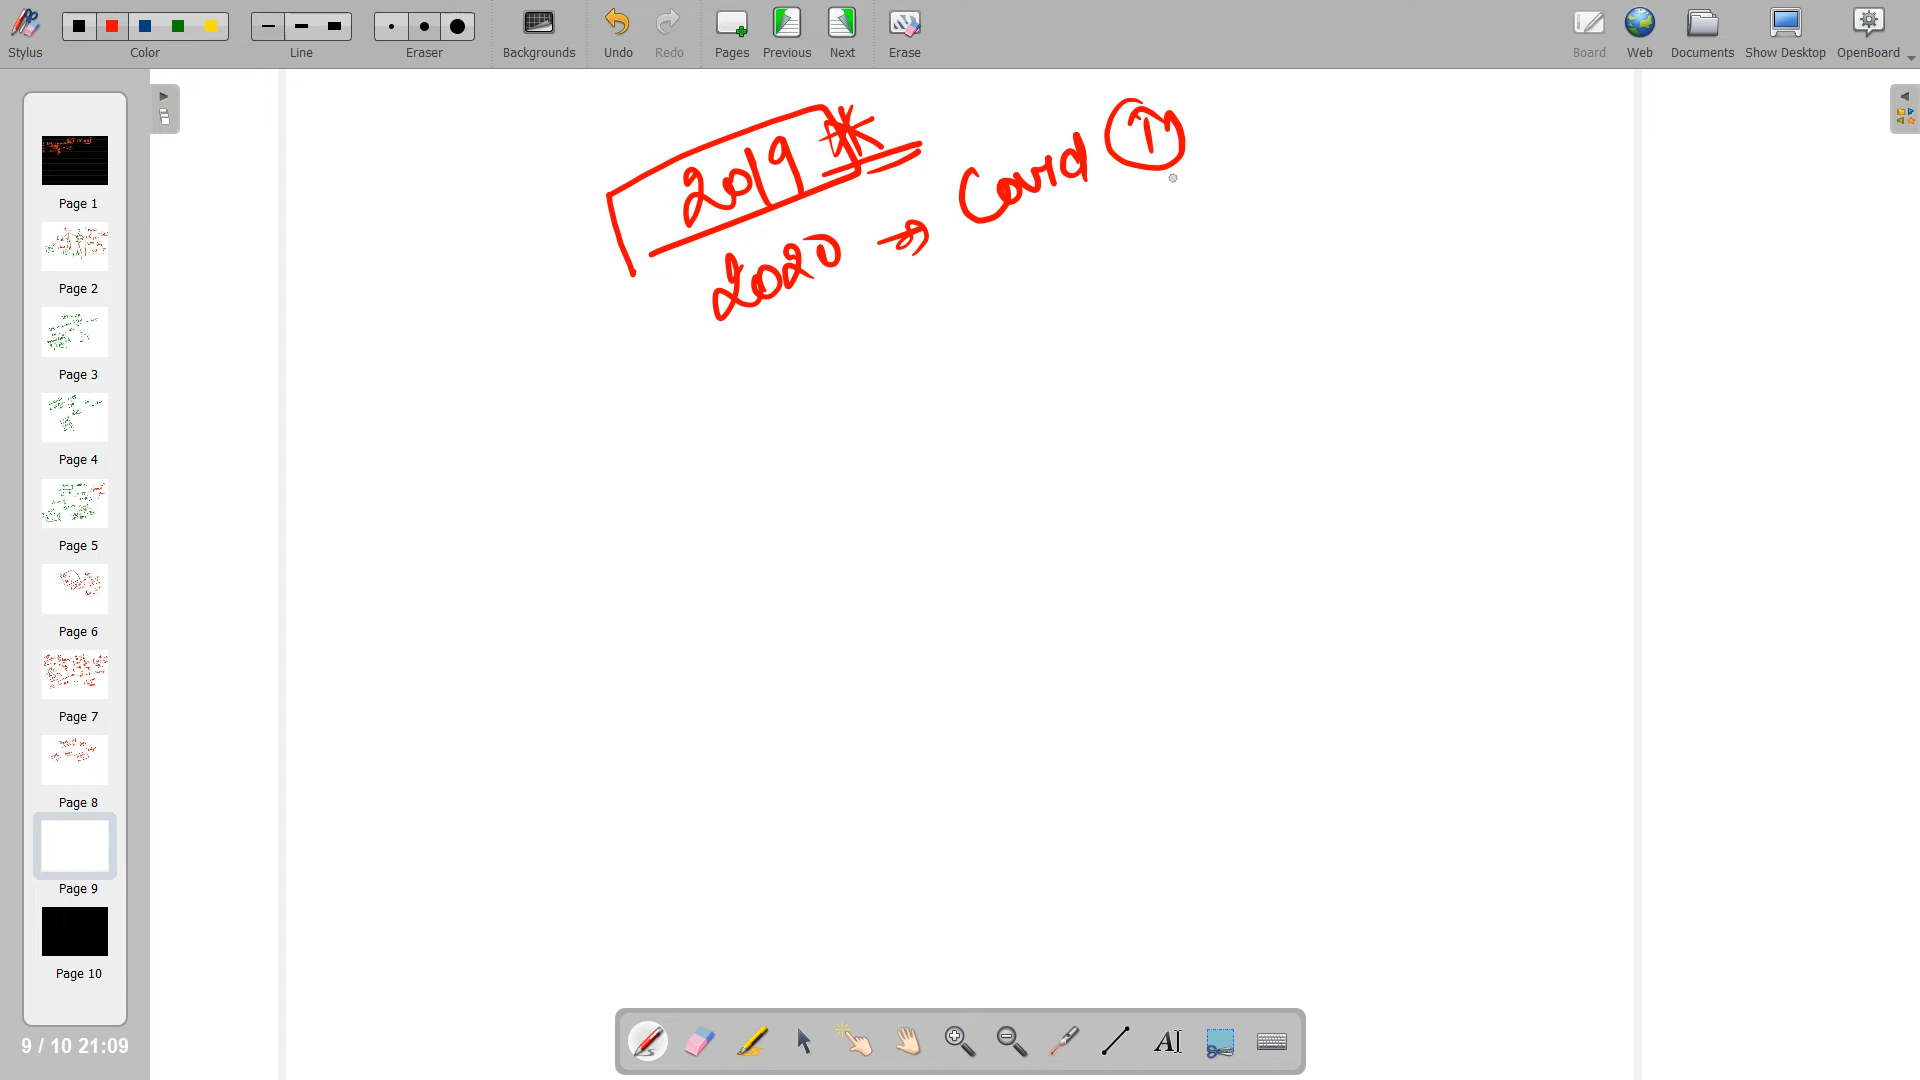 Stylus
Color
Line
Eraser
Backgrounds
Undo
Redo
Pages
Previous
Next
Erase
Board
Web
Documents
Show Desktop
OpenBoard
2019
2020 → Covid ↑
Page 1
Page 2
Page 3
Page 4
Page 5
Page 6
Page 7
Page 8
Page 9
Page 10
9 / 10 21:09